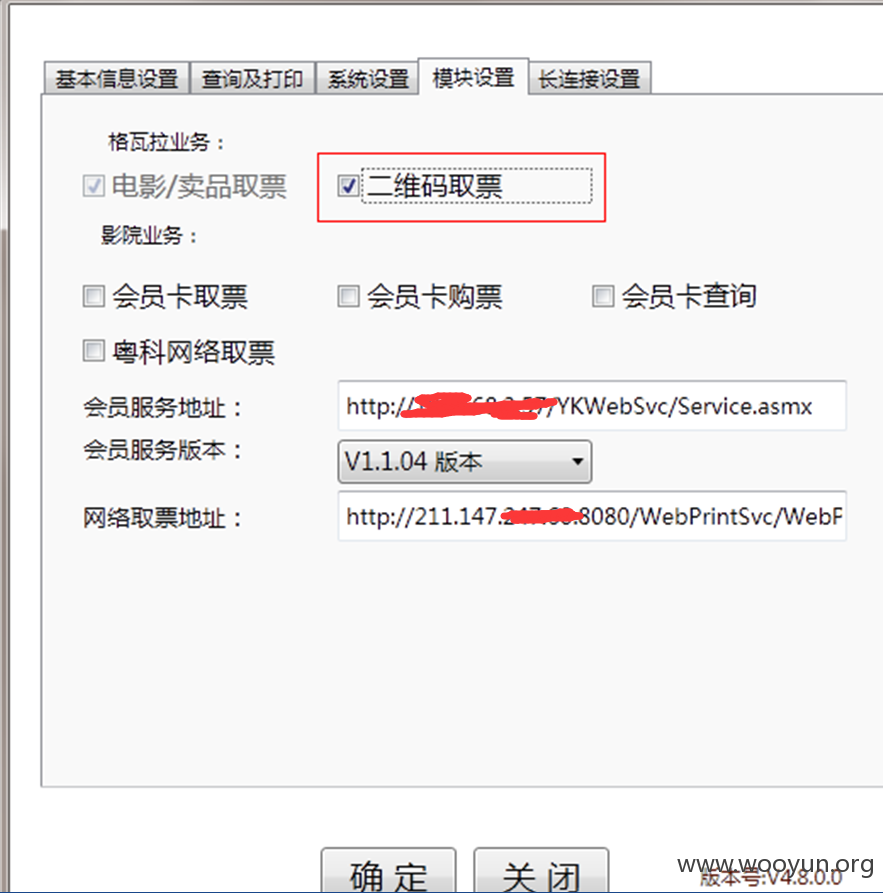 基本信息设置 查询及打印 系统设置 模块设置 长连接设置
格瓦拉业务：
电影/卖品取票 二维码取票
影院业务：
会员卡取票 会员卡购票 会员卡查询
粤科网络取票
会员服务地址： http:// /YKWebSvc/Service.asmx
会员服务版本： V1.1.04 版本
网络取票地址： http://211.147. 8080/WebPrintSvc/WebP
确 定 关 闭
www.wooyun.org
版本号:V4.8.0.0